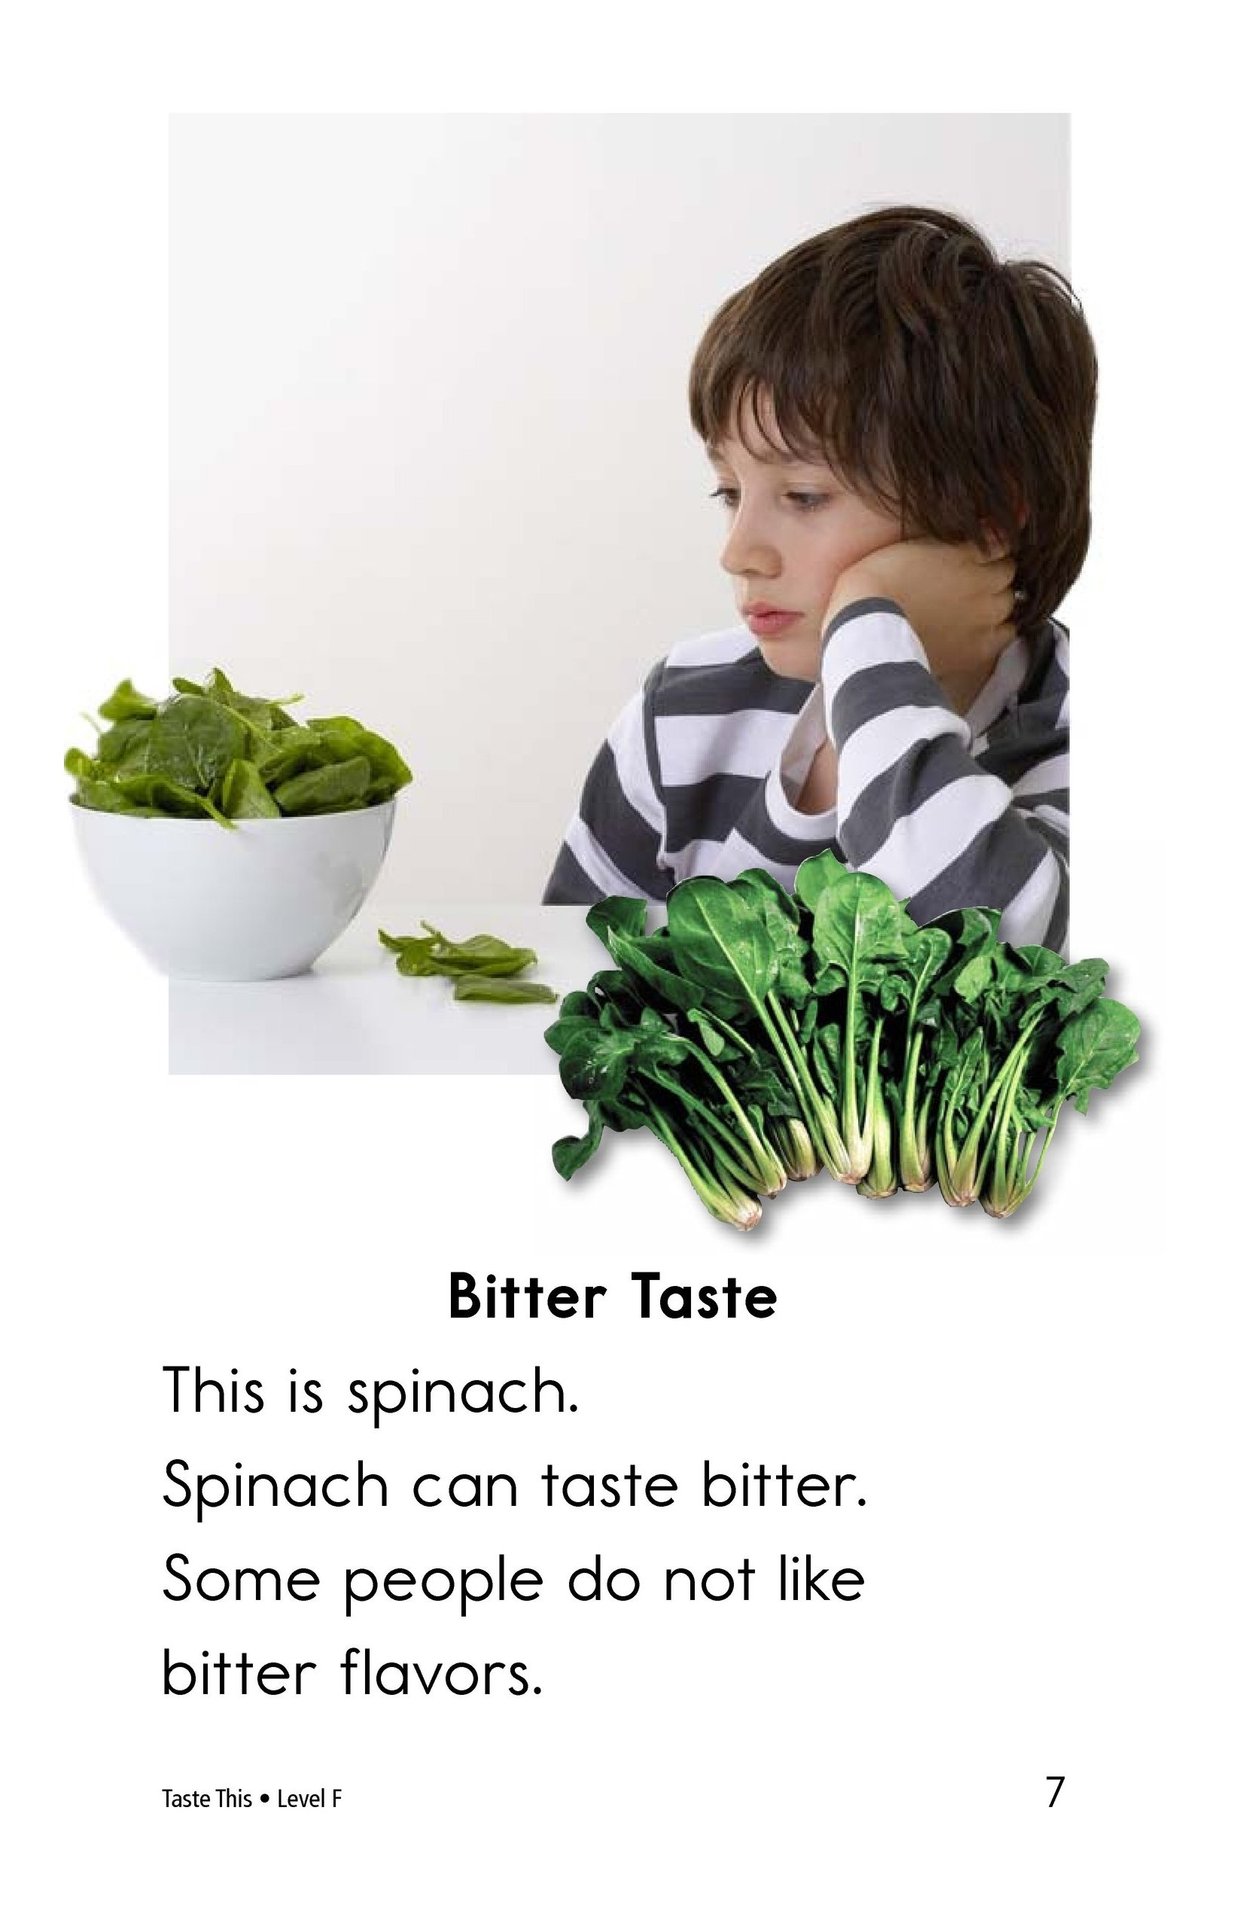 Bitter Taste
This is spinach.
Spinach can taste bitter.
Some people do not like
bitter flavors.
Taste This • Level F
7